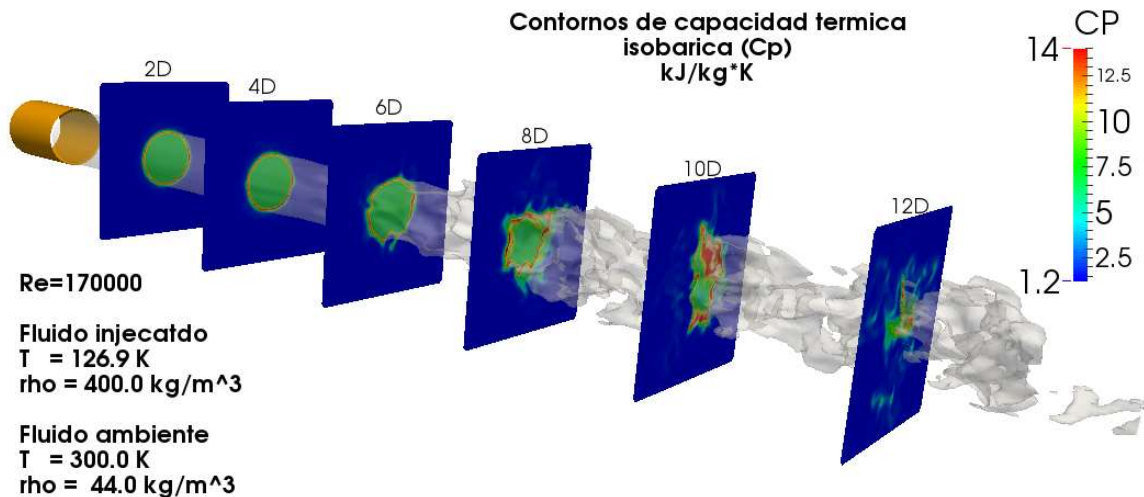 Contornos de capacidad termica
isobarica (Cp)
kJ/kg*K
CP
14
12.5
10
7.5
5
2.5
1.2
2D
4D
6D
8D
10D
12D
Re=170000
Fluido injecatdo
T = 126.9 K
rho = 400.0 kg/m^3
Fluido ambiente
T = 300.0 K
rho = 44.0 kg/m^3